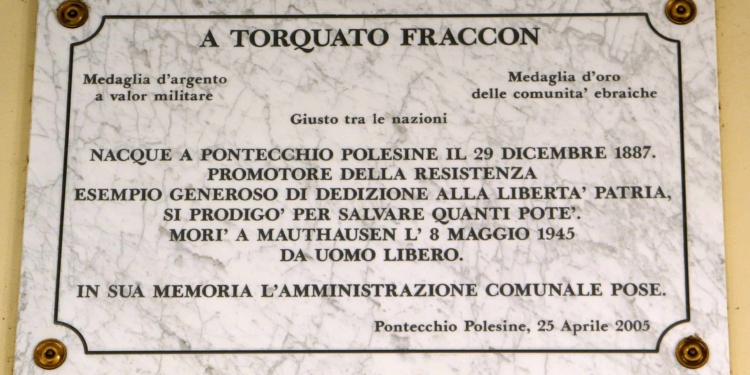 A TORQUATO FRACCON
Medaglia d'argento
a valor militare
Medaglia d'oro
delle comunita' ebraiche
Giusto tra le nazioni
NACQUE A PONTECCHIO POLESINE IL 29 DICEMBRE 1887.
PROMOTORE DELLA RESISTENZA
ESEMPIO GENEROSO DI DEDIZIONE ALLA LIBERTA' PATRIA,
SI PRODIGO' PER SALVARE QUANTI POTE'.
MORI' A MAUTHAUSEN L' 8 MAGGIO 1945
DA UOMO LIBERO.
IN SUA MEMORIA L'AMMINISTRAZIONE COMUNALE POSE.
Pontecchio Polesine, 25 Aprile 2005